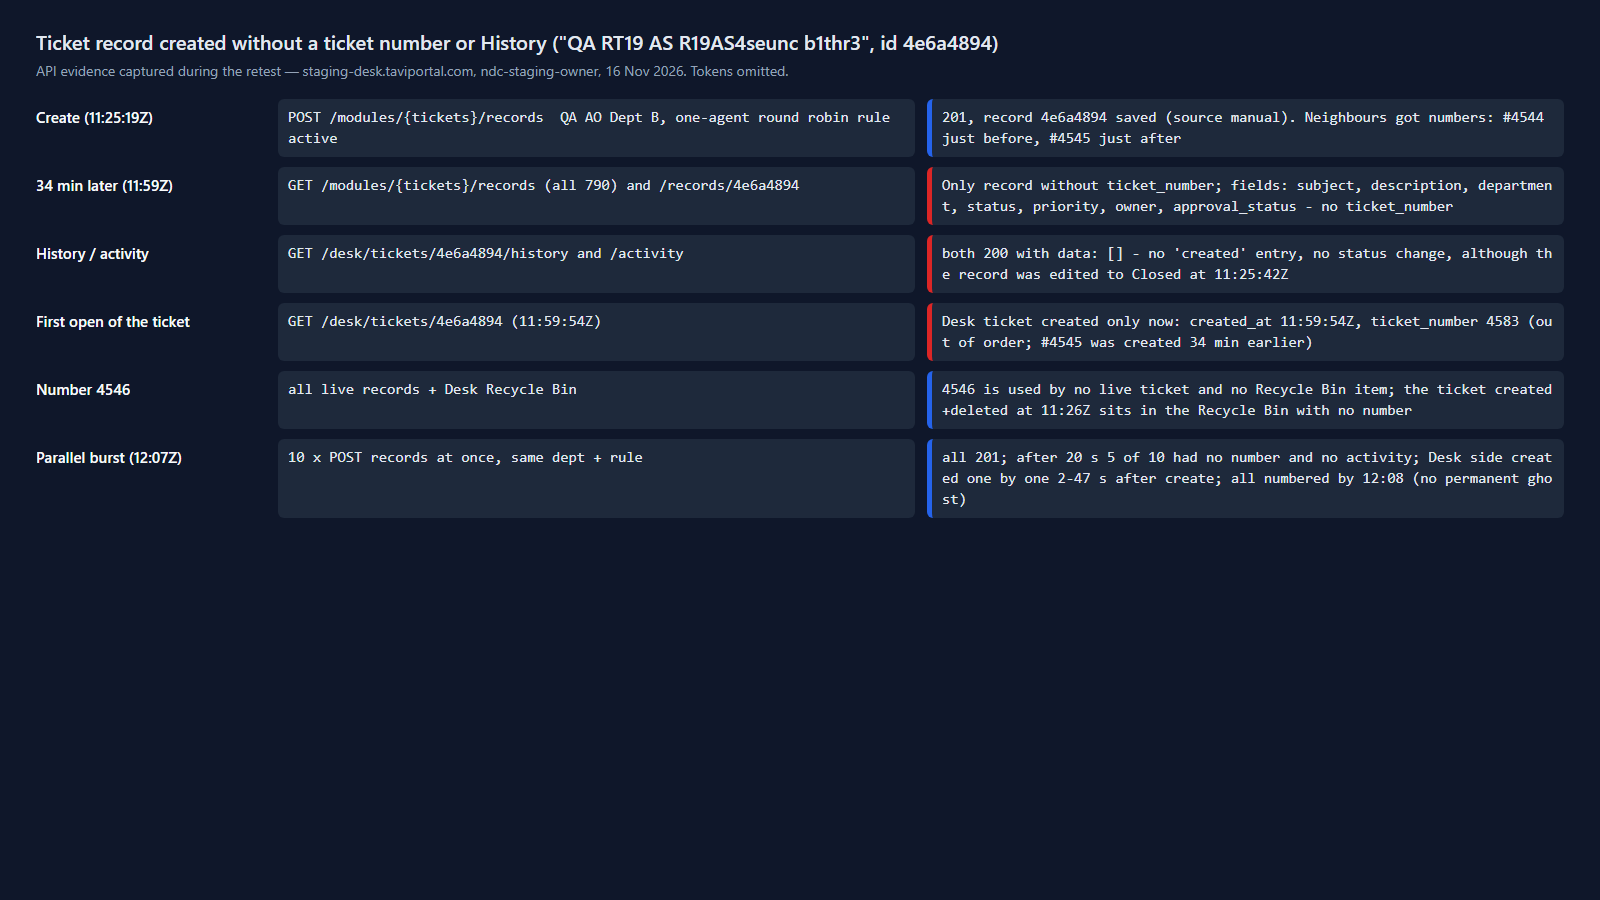 Ticket record created without a ticket number or History ("QA RT19 AS R19AS4seunc b1thr3", id 4e6a4894)
API evidence captured during the retest — staging-desk.taviportal.com, ndc-staging-owner, 16 Nov 2026. Tokens omitted.
Create (11:25:19Z)
POST /modules/{tickets}/records  QA AO Dept B, one-agent round robin rule
active
201, record 4e6a4894 saved (source manual). Neighbours got numbers: #4544
just before, #4545 just after
34 min later (11:59Z)
GET /modules/{tickets}/records (all 790) and /records/4e6a4894
Only record without ticket_number; fields: subject, description, departmen
t, status, priority, owner, approval_status - no ticket_number
History / activity
GET /desk/tickets/4e6a4894/history and /activity
both 200 with data: [] - no 'created' entry, no status change, although th
e record was edited to Closed at 11:25:42Z
First open of the ticket
GET /desk/tickets/4e6a4894 (11:59:54Z)
Desk ticket created only now: created_at 11:59:54Z, ticket_number 4583 (ou
t of order; #4545 was created 34 min earlier)
Number 4546
all live records + Desk Recycle Bin
4546 is used by no live ticket and no Recycle Bin item; the ticket created
+deleted at 11:26Z sits in the Recycle Bin with no number
Parallel burst (12:07Z)
10 x POST records at once, same dept + rule
all 201; after 20 s 5 of 10 had no number and no activity; Desk side creat
ed one by one 2-47 s after create; all numbered by 12:08 (no permanent gho
st)